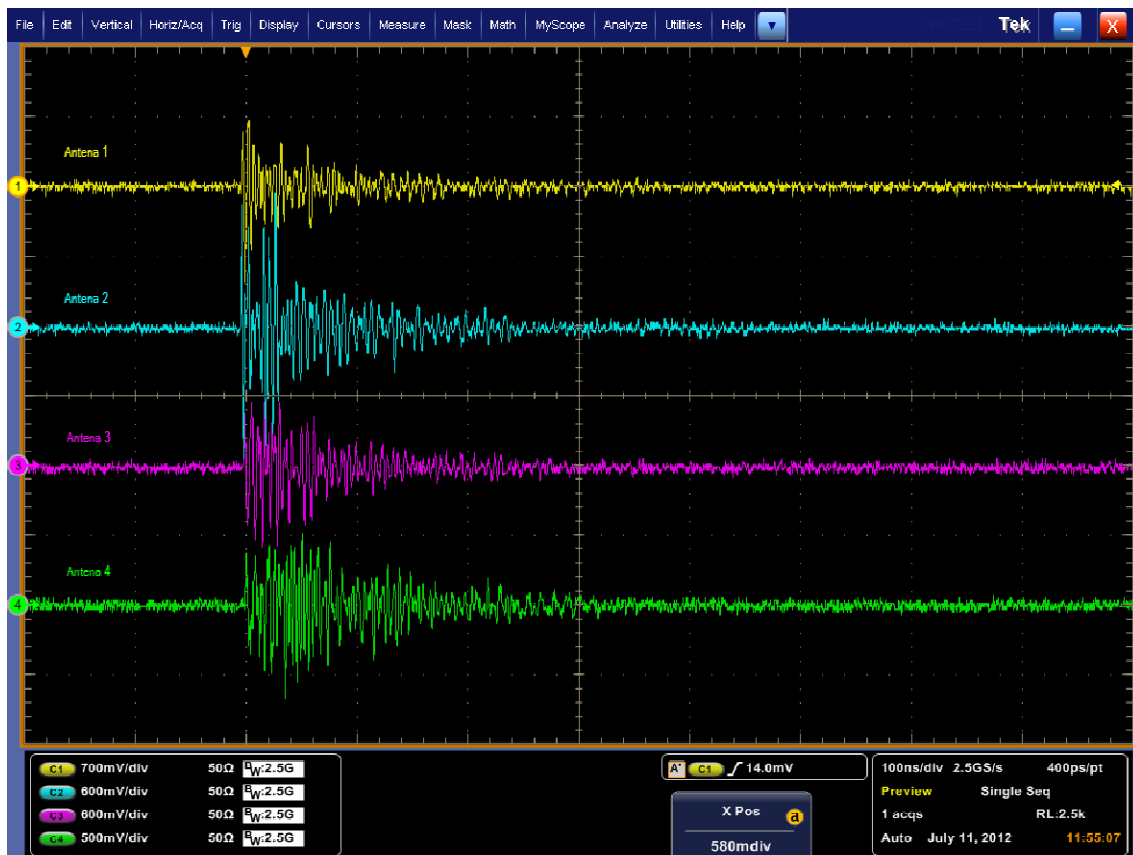 File Edit Vertical Horiz/Acq Trig Display Cursors Measure Mask Math MyScope Analyze Utilities Help Tek X
Antena 1
1
Antena 2
2
Antena 3
3
Antena 4
4
C1 700mV/div 50Ω BW:2.5G
C2 600mV/div 50Ω BW:2.5G
C3 600mV/div 50Ω BW:2.5G
C4 500mV/div 50Ω BW:2.5G
A' C1 14.0mV
X Pos a
580mdiv
100ns/div 2.5GS/s 400ps/pt
Preview Single Seq
1 acqs RL:2.5k
Auto July 11, 2012 11:55:07